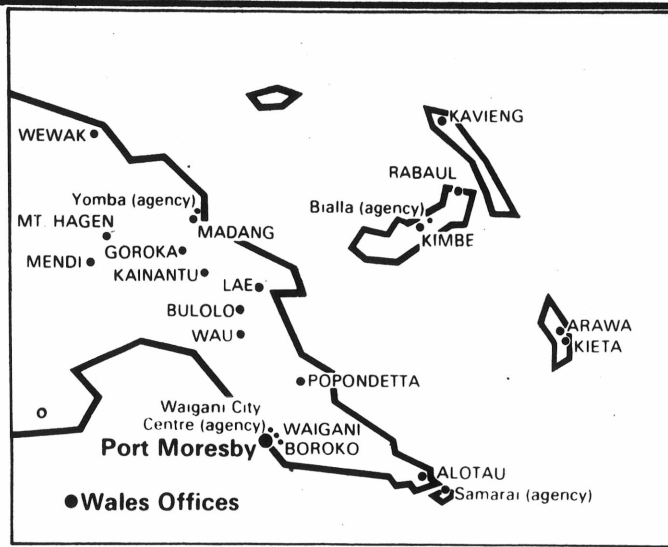 KAVIENG
WEWAK
RABAUL
Yomba (agency)
Bialla (agency)
MT. HAGEN
MADANG
KIMBE
GOROKA
MENDI
KAINANTU
LAE
BULOLO
ARAWA
WAU
KIETA
POPONDETTA
Waigani City
Centre (agency)
WAIGANI
Port Moresby
BOROKO
ALOTAU
Samarai (agency)
Wales Offices